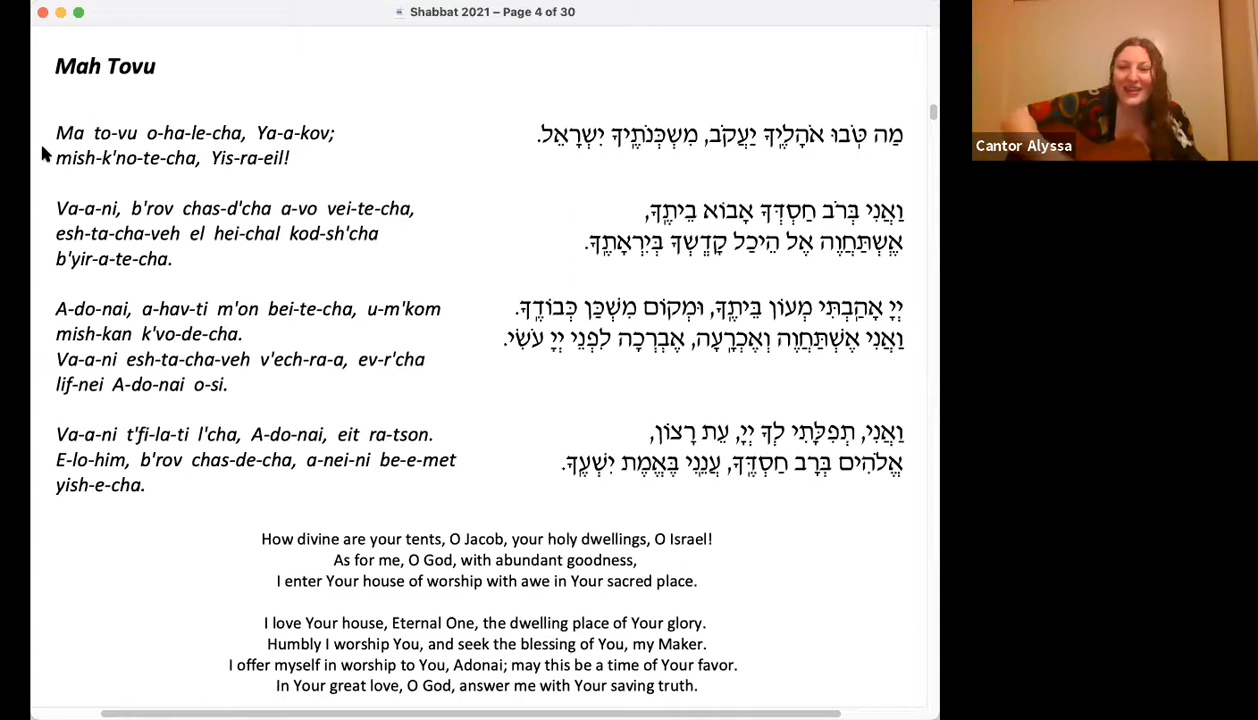 Shabbat 2021 – Page 4 of 30
Mah Tovu
Ma to-vu o-ha-le-cha, Ya-a-kov;
mish-k'no-te-cha, Yis-ra-eil!
Va-a-ni, b'rov chas-d'cha a-vo vei-te-cha,
esh-ta-cha-veh el hei-chal kod-sh'cha
b'yir-a-te-cha.
A-do-nai, a-hav-ti m'on bei-te-cha, u-m'kom
mish-kan k'vo-de-cha.
Va-a-ni esh-ta-cha-veh v'ech-ra-a, ev-r'cha
lif-nei A-do-nai o-si.
Va-a-ni t'fi-la-ti l'cha, A-do-nai, eit ra-tson.
E-lo-him, b'rov chas-de-cha, a-nei-ni be-e-met
yish-e-cha.
מַה טֹּבוּ אֹהָלֶיךָ יַעֲקֹב, מִשְׁכְּנֹתֶיךָ יִשְׂרָאֵל.
וַאֲנִי בְּרֹב חַסְדְּךָ אָבוֹא בֵיתֶךָ,
אֶשְׁתַּחֲוֶה אֶל הֵיכַל קָדְשְׁךָ בְּיִרְאָתֶךָ.
יְיָ אָהַבְתִּי מְעוֹן בֵּיתֶךָ, וּמְקוֹם מִשְׁכַּן כְּבוֹדֶךָ.
וַאֲנִי אֶשְׁתַּחֲוֶה וְאֶכְרָעָה, אֶבְרְכָה לִפְנֵי יְיָ עֹשִׂי.
וַאֲנִי, תְפִלָּתִי לְךָ יְיָ, עֵת רָצוֹן,
אֱלֹהִים בְּרָב חַסְדֶּךָ, עֲנֵנִי בֶּאֱמֶת יִשְׁעֶךָ.
How divine are your tents, O Jacob, your holy dwellings, O Israel!
As for me, O God, with abundant goodness,
I enter Your house of worship with awe in Your sacred place.
I love Your house, Eternal One, the dwelling place of Your glory.
Humbly I worship You, and seek the blessing of You, my Maker.
I offer myself in worship to You, Adonai; may this be a time of Your favor.
In Your great love, O God, answer me with Your saving truth.
Cantor Alyssa